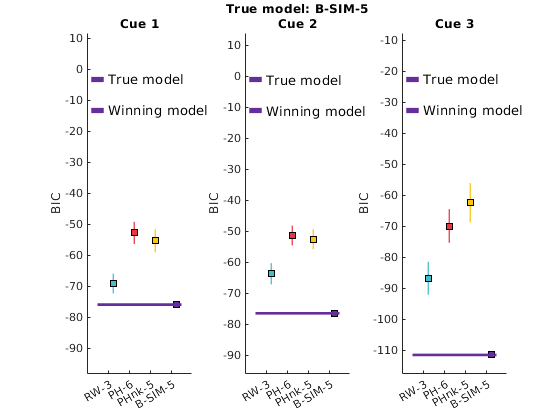 True model: B-SIM-5
Cue 1
Cue 2
Cue 3
BIC
10
0
-10
-20
-30
-40
-50
-60
-70
-80
-90
True model
Winning model
RW-3
PH-6
PHnk-5
B-SIM-5
BIC
10
0
-10
-20
-30
-40
-50
-60
-70
-80
-90
True model
Winning model
RW-3
PH-6
PHnk-5
B-SIM-5
BIC
-10
-20
-30
-40
-50
-60
-70
-80
-90
-100
-110
True model
Winning model
RW-3
PH-6
PHnk-5
B-SIM-5